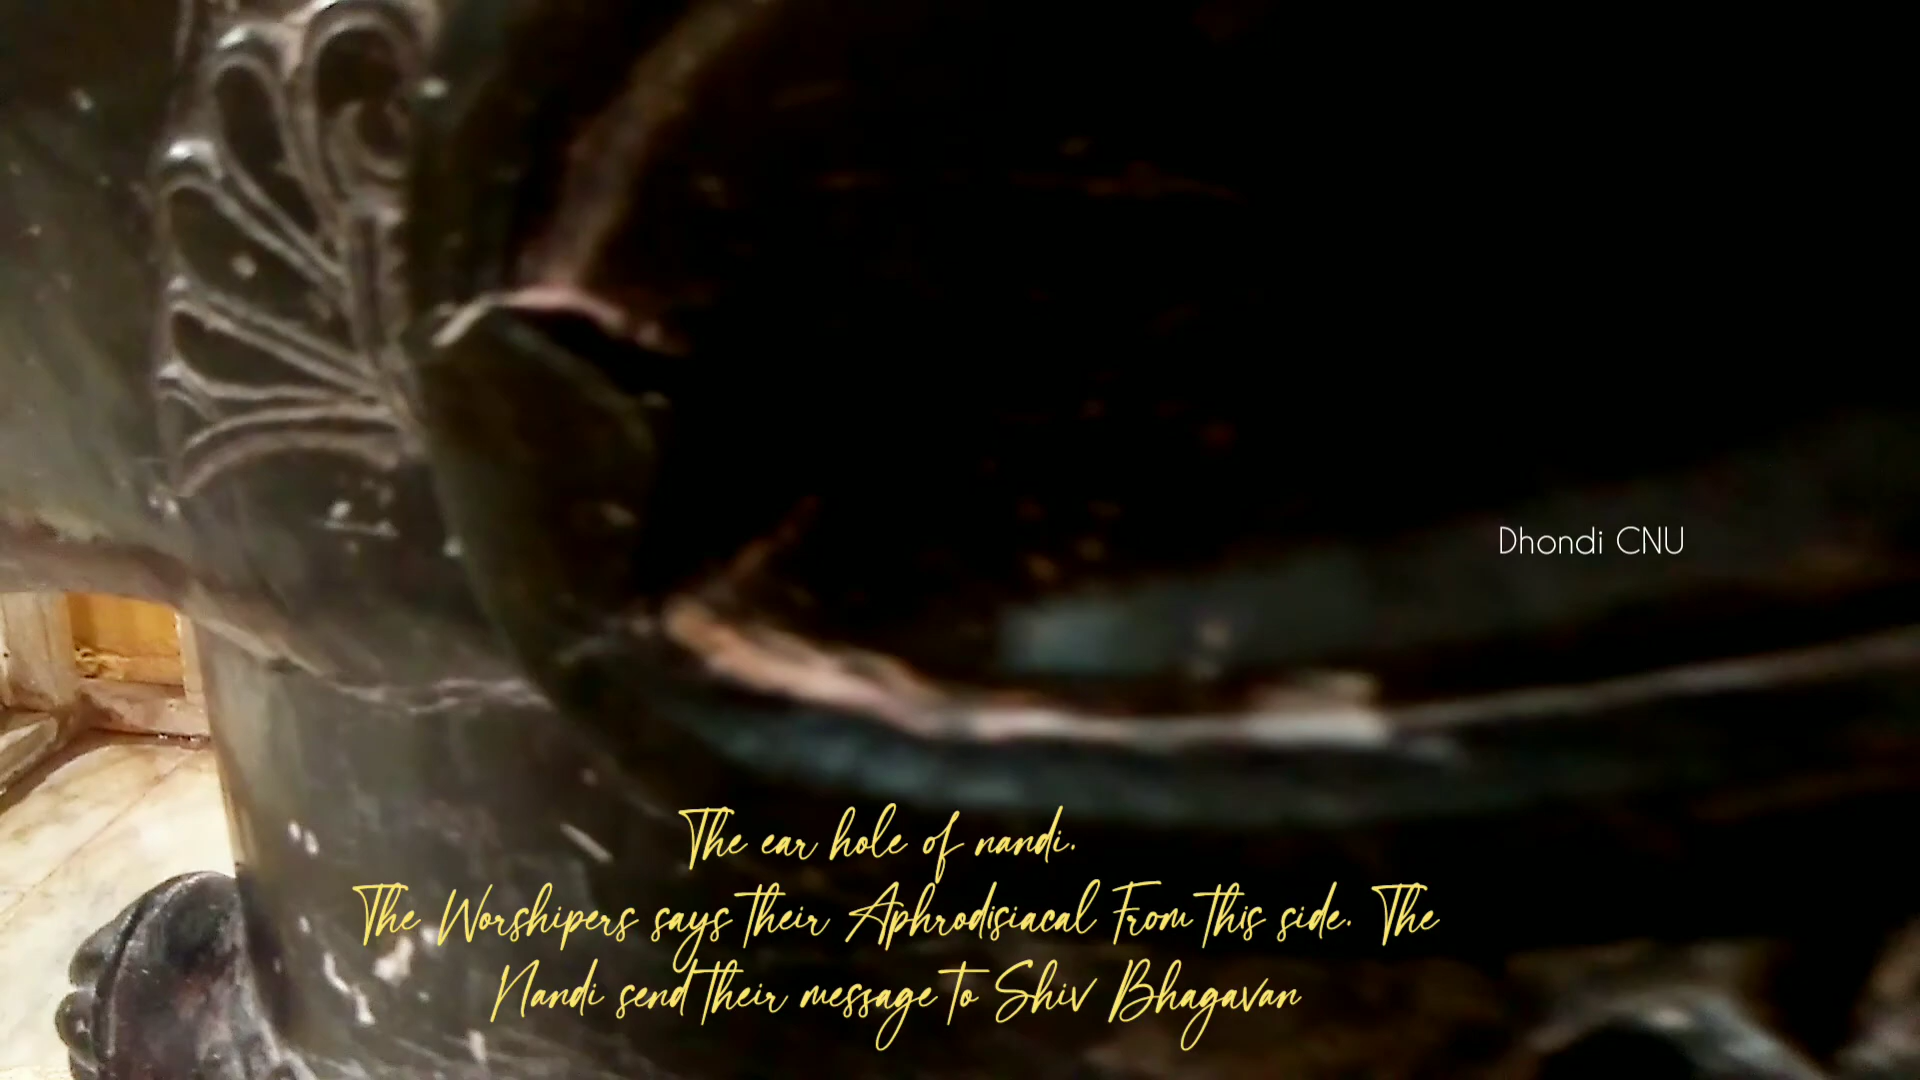 Dhondi CNU
The ear hole of nandi.
The Worshipers says their Aphrodisiacal From this side. The
Nandi send their message to Shiv Bhagavan